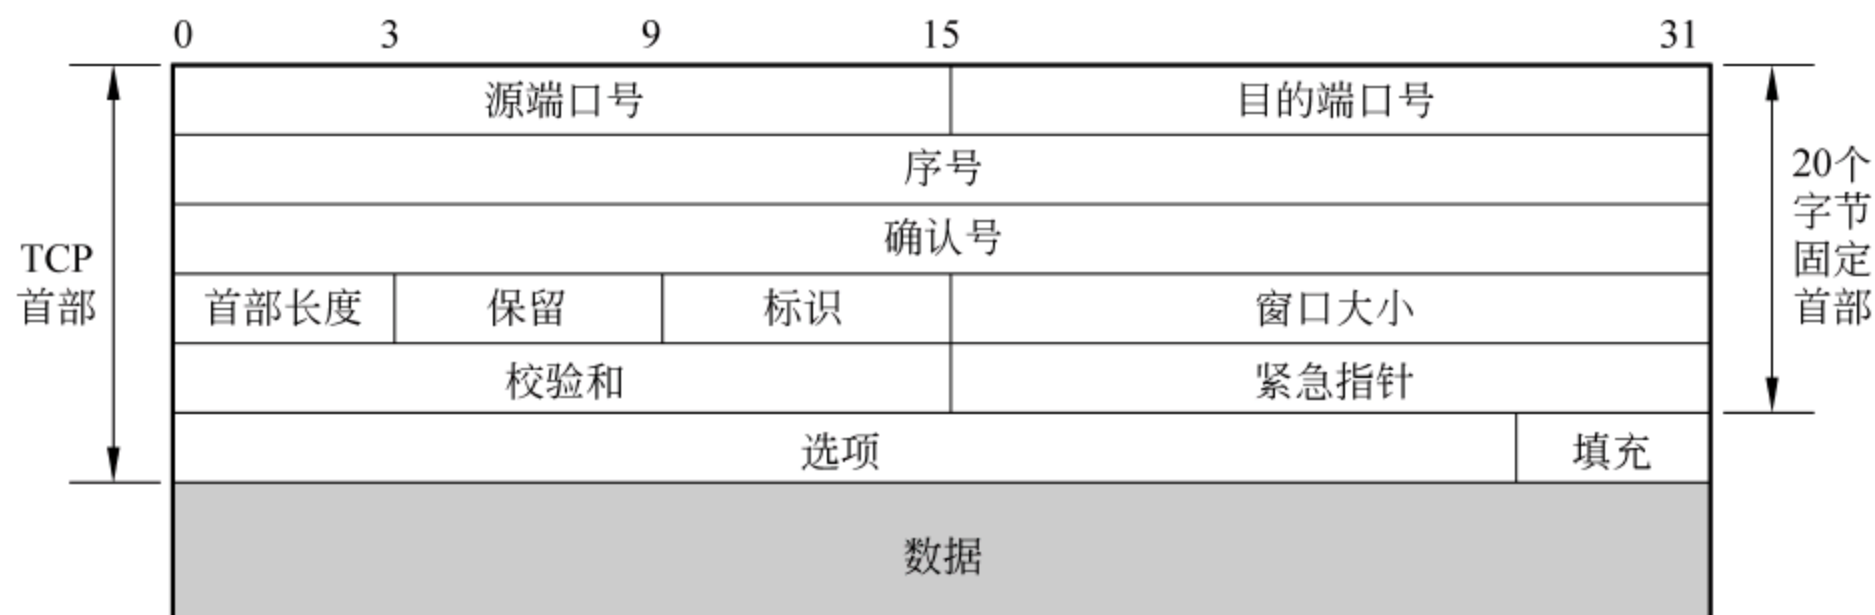 0 3 9 15 31
源端口号 目的端口号
序号
确认号
首部长度 保留 标识 窗口大小
校验和 紧急指针
选项 填充
数据
TCP
首部
20个
字节
固定
首部